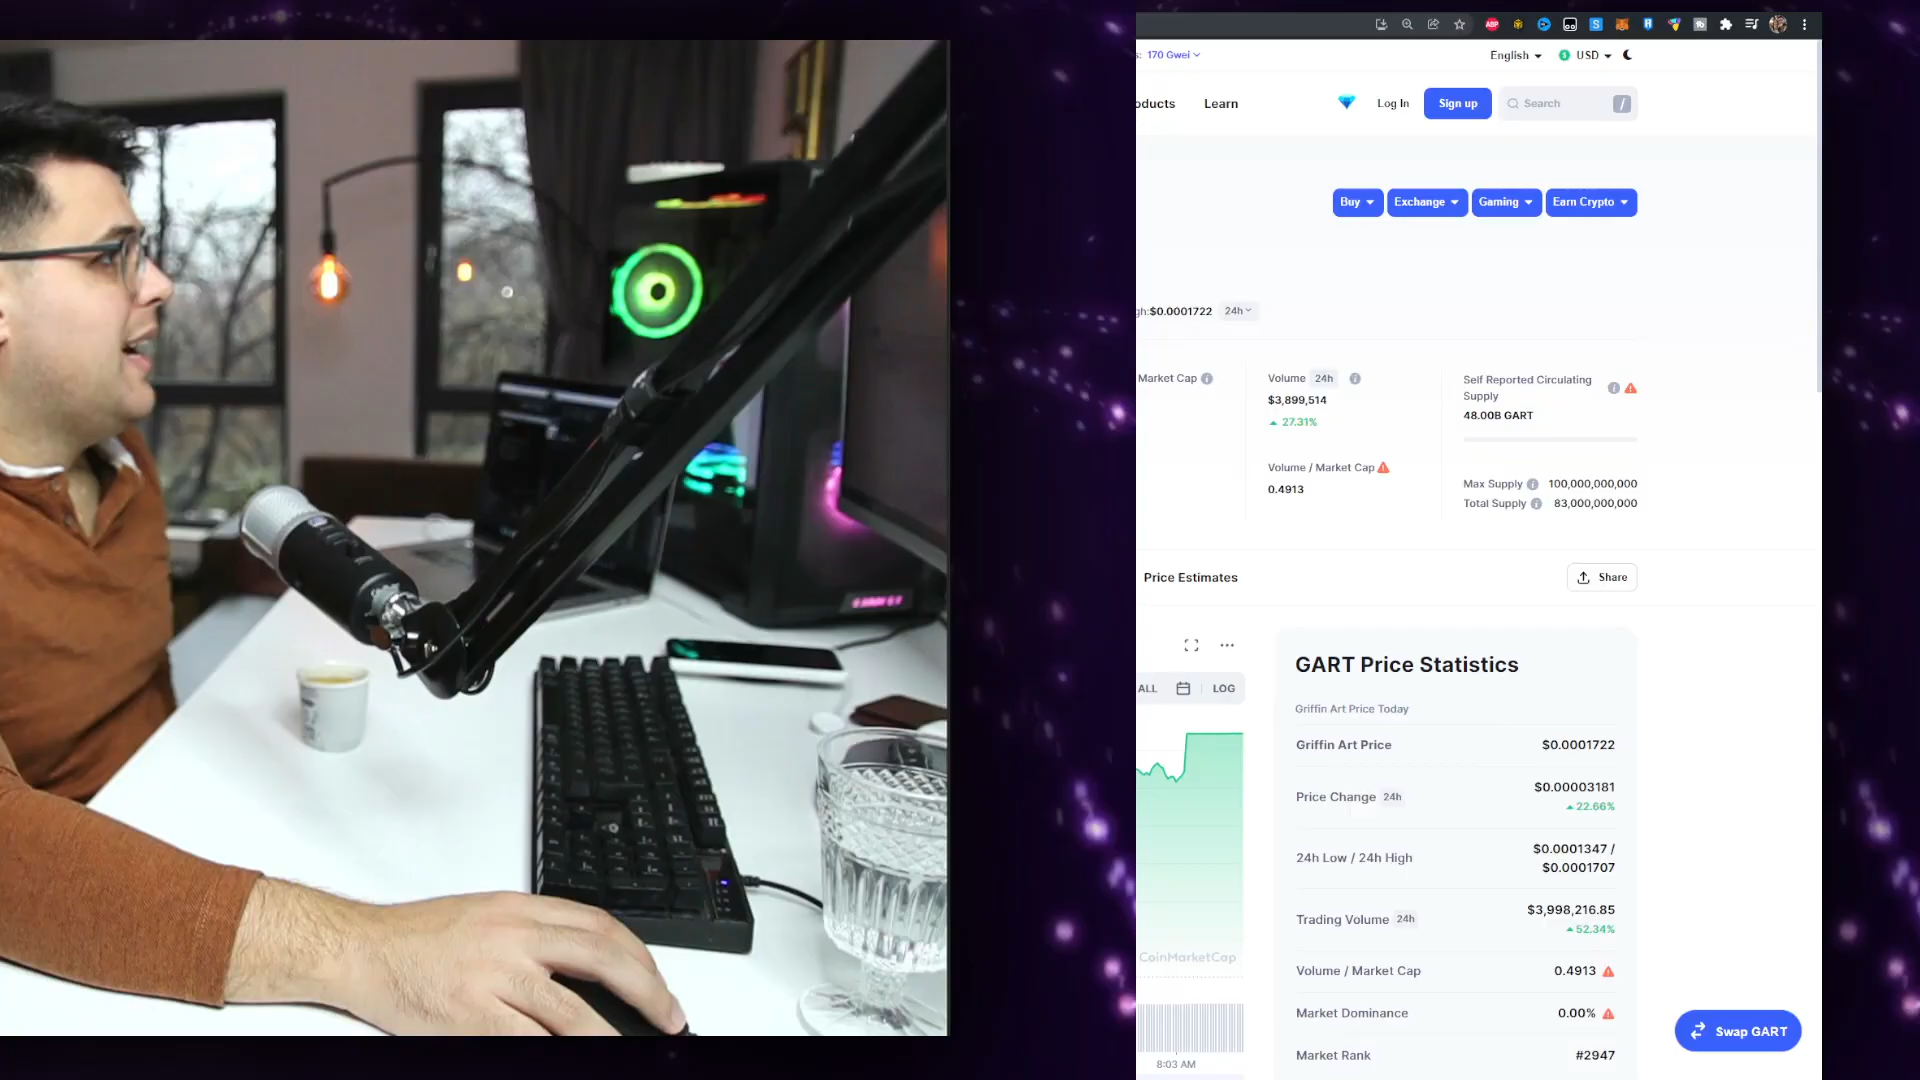 s: 170 Gwei
English
USD
oducts
Learn
Log In
Sign up
Search
/
Buy
Exchange
Gaming
Earn Crypto
gh:$0.0001722
24h
Market Cap
Volume 24h
$3,899,514
27.31%
Volume / Market Cap
0.4913
Self Reported Circulating
Supply
48.00B GART
Max Supply 100,000,000,000
Total Supply 83,000,000,000
Price Estimates
Share
ALL
LOG
CoinMarketCap
8:03 AM
GART Price Statistics
Griffin Art Price Today
Griffin Art Price $0.0001722
Price Change 24h $0.00003181
22.66%
24h Low / 24h High $0.0001347 /
$0.0001707
Trading Volume 24h $3,998,216.85
52.34%
Volume / Market Cap 0.4913
Market Dominance 0.00%
Market Rank #2947
Swap GART
ABP
S